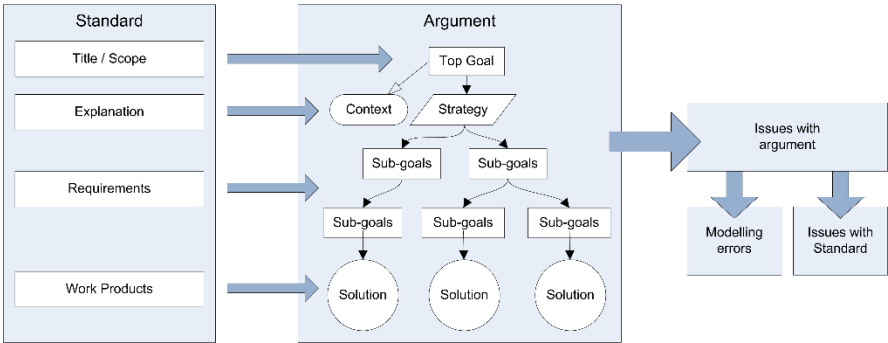 Standard
Title / Scope
Explanation
Requirements
Work Products
Argument
Top Goal
Context
Strategy
Sub-goals
Sub-goals
Sub-goals
Sub-goals
Sub-goals
Solution
Solution
Solution
Issues with
argument
Modelling
errors
Issues with
Standard